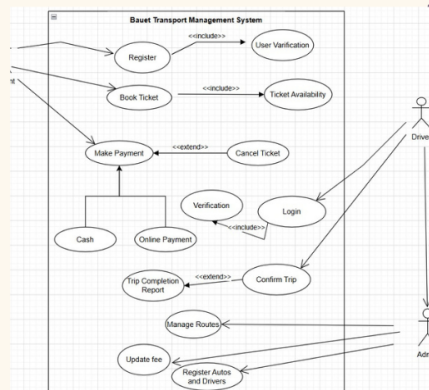 Bauet Transport Management System
<<include>>
Register
User Varification
Book Ticket
<<include>>
Ticket Availability
Make Payment
<<extend>>
Cancel Ticket
Verification
Login
<<include>>
Cash
Online Payment
Trip Completion
Report
<<extend>>
Confirm Trip
Manage Routes
Update fee
Register Autos
and Drivers